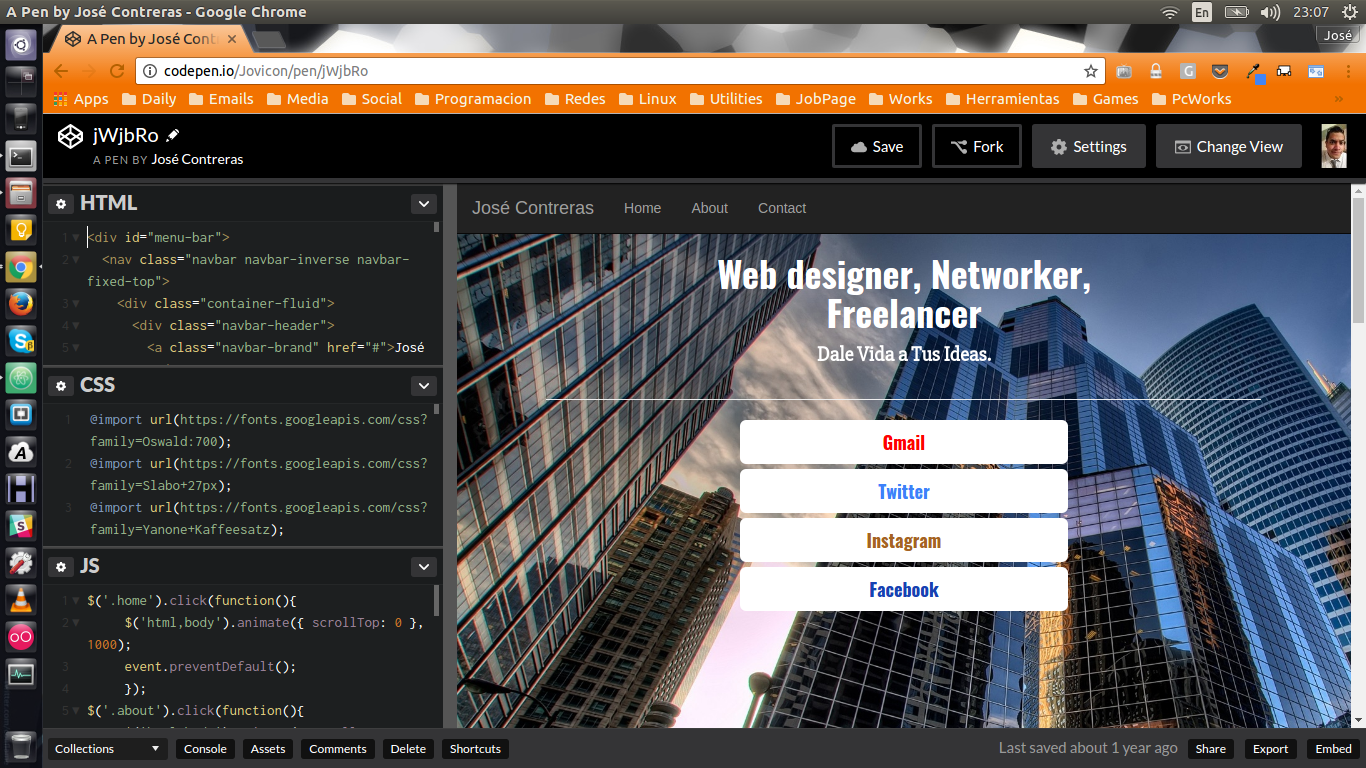 A Pen by José Contreras - Google Chrome
En
23:07
A Pen by José Cont
José
codepen.io/Jovicon/pen/jWjbRo
Apps Daily Emails Media Social Programacion Redes Linux Utilities JobPage Works Herramientas Games PcWorks »
jWjbRo
A PEN BY José Contreras
Save Fork Settings Change View
HTML
1 <div id="menu-bar">
2 <nav class="navbar navbar-inverse navbar-
fixed-top">
3 <div class="container-fluid">
4 <div class="navbar-header">
5 <a class="navbar-brand" href="#">José
CSS
1 @import url(https://fonts.googleapis.com/css?
family=Oswald:700);
2 @import url(https://fonts.googleapis.com/css?
family=Slabo+27px);
3 @import url(https://fonts.googleapis.com/css?
family=Yanone+Kaffeesatz);
JS
1 $('.home').click(function(){
2 $('html,body').animate({ scrollTop: 0 },
1000);
3 event.preventDefault();
4 });
5 $('.about').click(function(){
José Contreras Home About Contact
Web designer, Networker,
Freelancer
Dale Vida a Tus Ideas.
Gmail
Twitter
Instagram
Facebook
Collections Console Assets Comments Delete Shortcuts
Last saved about 1 year ago Share Export Embed